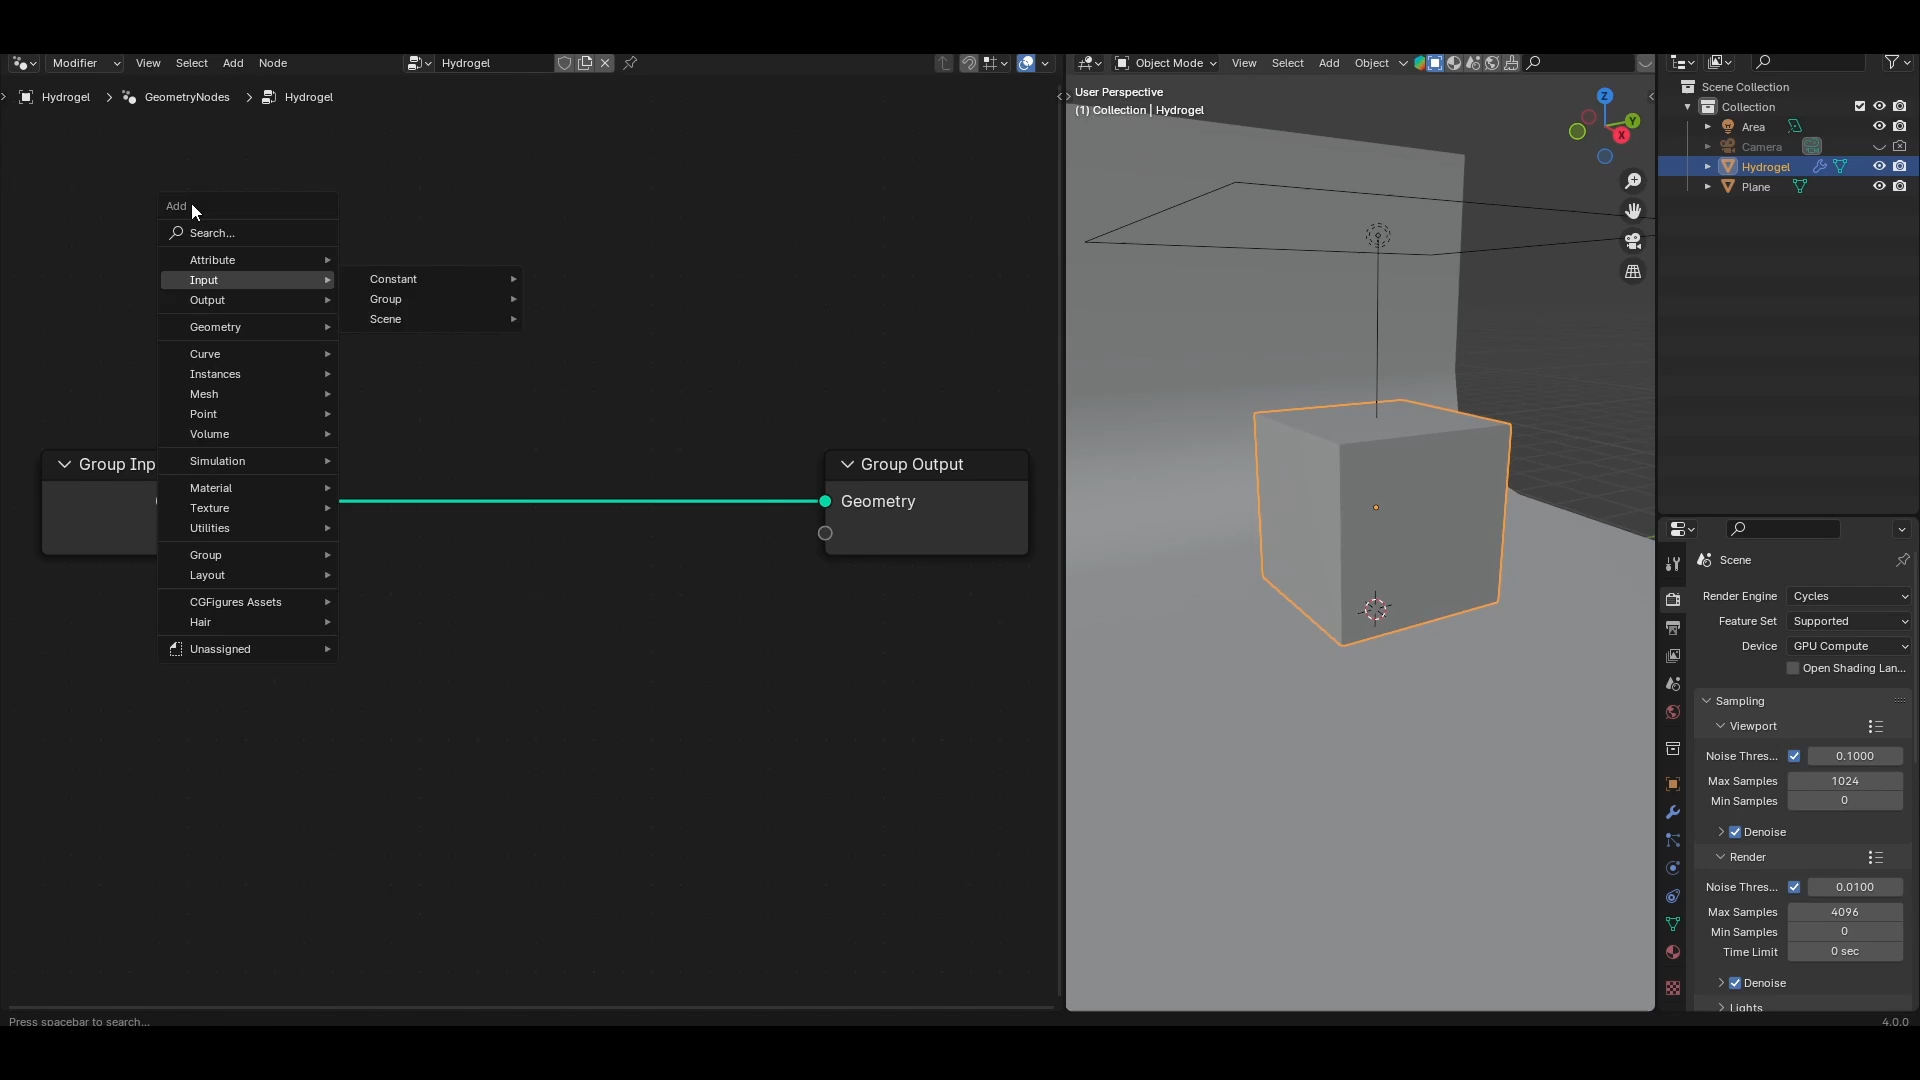 Modifier
View
Select
Add
Node
Hydrogel
Hydrogel
GeometryNodes
Hydrogel
Add
Search...
Attribute
Input
Output
Geometry
Curve
Instances
Mesh
Point
Volume
Simulation
Material
Texture
Utilities
Group
Layout
CGFigures Assets
Hair
Unassigned
Constant
Group
Scene
Group Inp
Group Output
Geometry
Press spacebar to search...
Object Mode
View
Select
Add
Object
User Perspective
(1) Collection | Hydrogel
Z
Y
X
Scene Collection
Collection
Area
Camera
Hydrogel
Plane
Scene
Render Engine Cycles
Feature Set Supported
Device GPU Compute
Open Shading Lan...
Sampling
Viewport
Noise Thres... 0.1000
Max Samples 1024
Min Samples 0
Denoise
Render
Noise Thres... 0.0100
Max Samples 4096
Min Samples 0
Time Limit 0 sec
Denoise
Lights
4.0.0